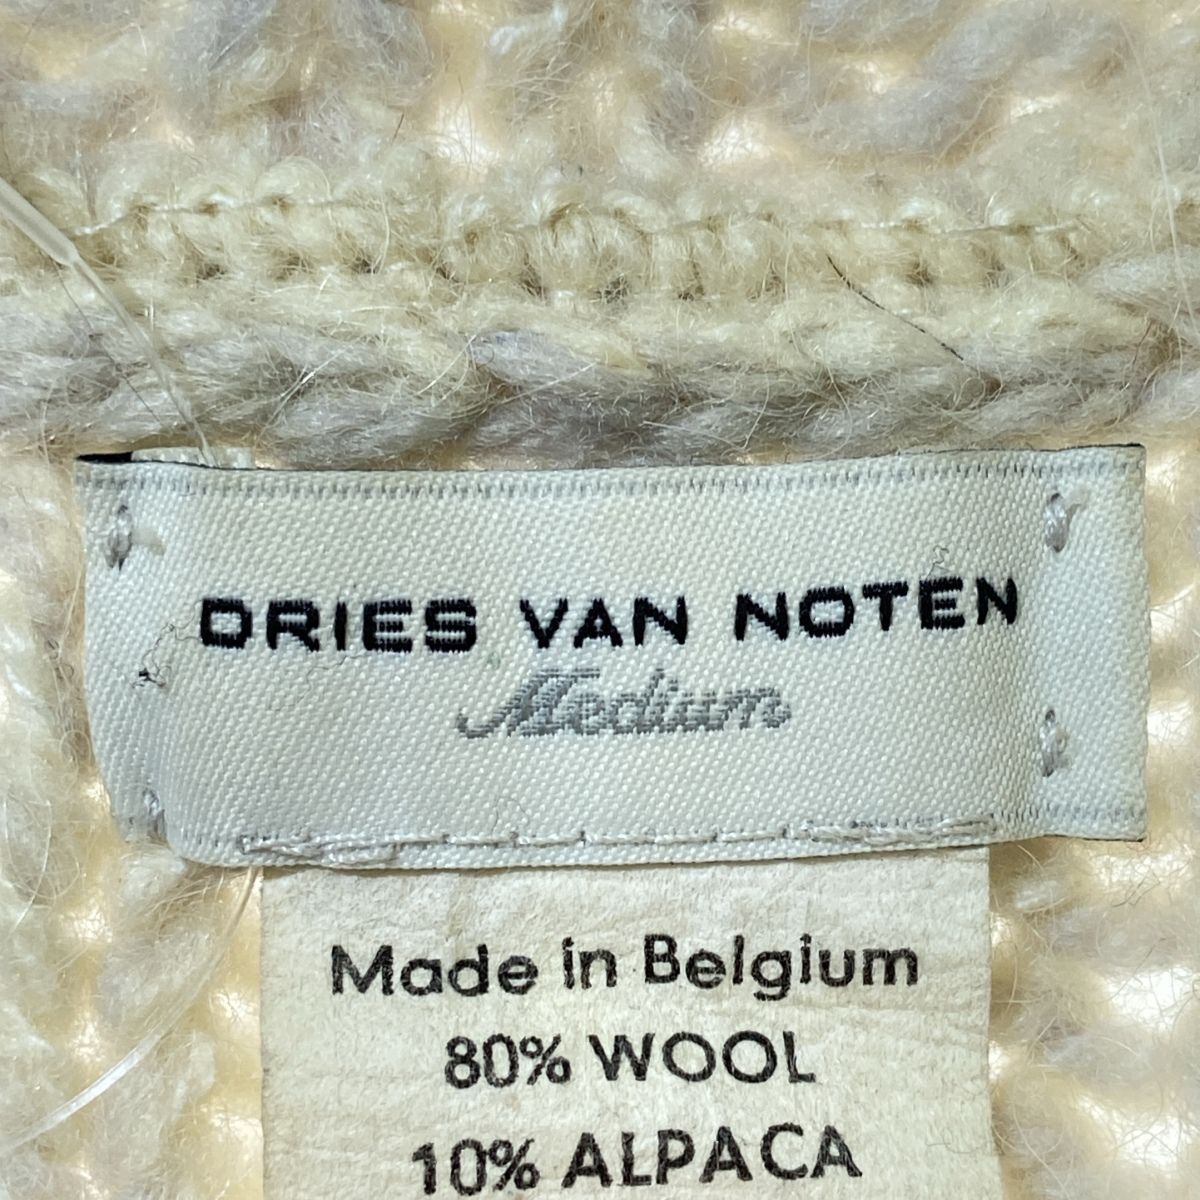 DRIES VAN NOTEN
Medium
Made in Belgium
80% WOOL
10% ALPACA